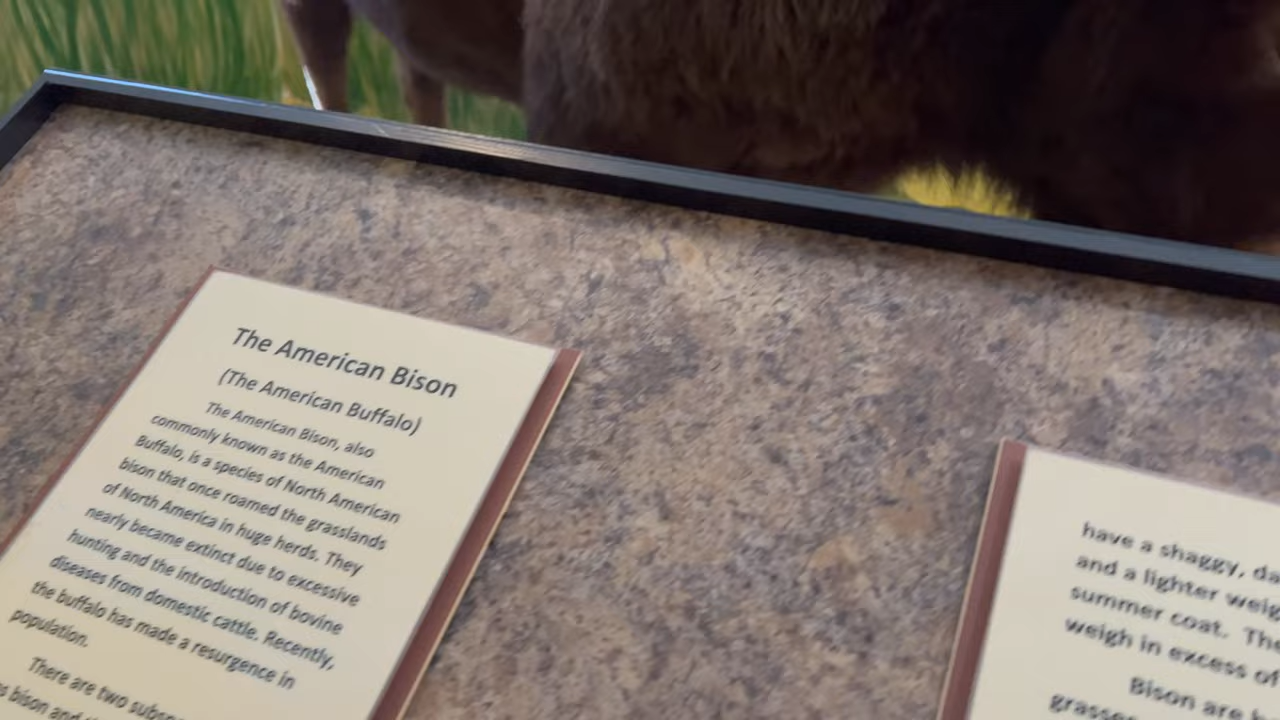 The American Bison
(The American Buffalo)
The American Bison, also
commonly known as the American
Buffalo, is a species of North American
bison that once roamed the grasslands
of North America in huge herds. They
nearly became extinct due to excessive
hunting and the introduction of bovine
diseases from domestic cattle. Recently,
the buffalo has made a resurgence in
population.
There are two
bison and
have a shaggy,
and a lighter
summer coat.
weigh in excess of
Bison are